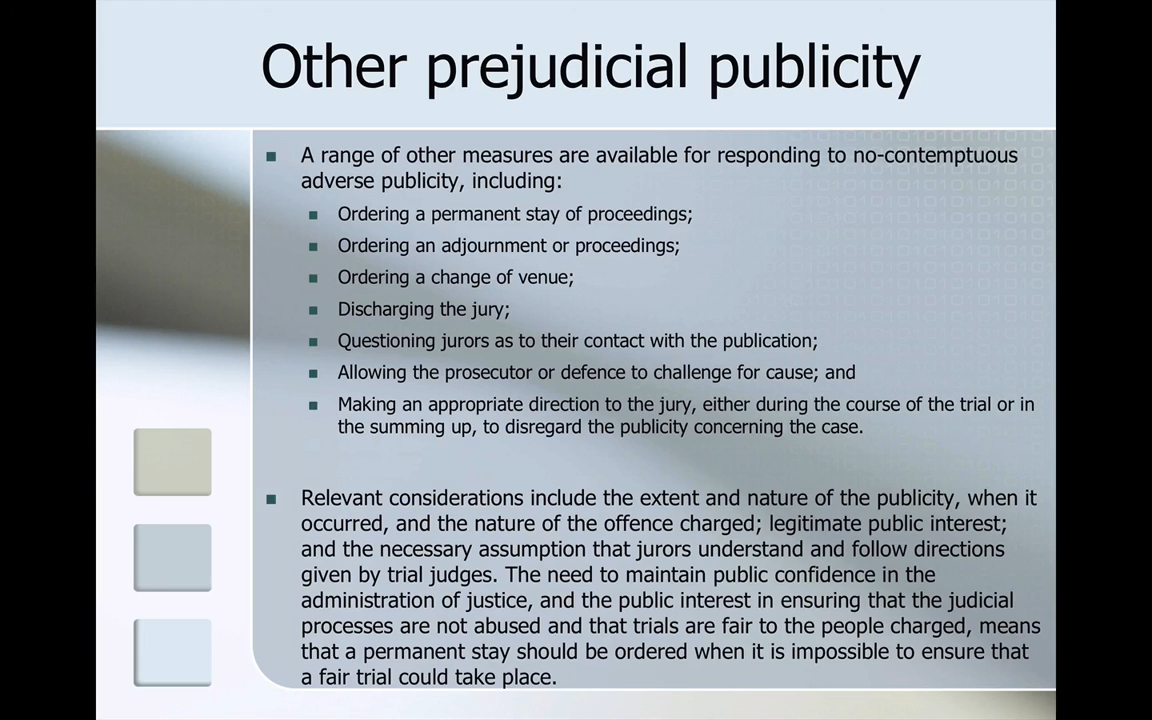 Other prejudicial publicity
A range of other measures are available for responding to no-contemptuous
adverse publicity, including:
Ordering a permanent stay of proceedings;
Ordering an adjournment or proceedings;
Ordering a change of venue;
Discharging the jury;
Questioning jurors as to their contact with the publication;
Allowing the prosecutor or defence to challenge for cause; and
Making an appropriate direction to the jury, either during the course of the trial or in
the summing up, to disregard the publicity concerning the case.
Relevant considerations include the extent and nature of the publicity, when it
occurred, and the nature of the offence charged; legitimate public interest;
and the necessary assumption that jurors understand and follow directions
given by trial judges. The need to maintain public confidence in the
administration of justice, and the public interest in ensuring that the judicial
processes are not abused and that trials are fair to the people charged, means
that a permanent stay should be ordered when it is impossible to ensure that
a fair trial could take place.